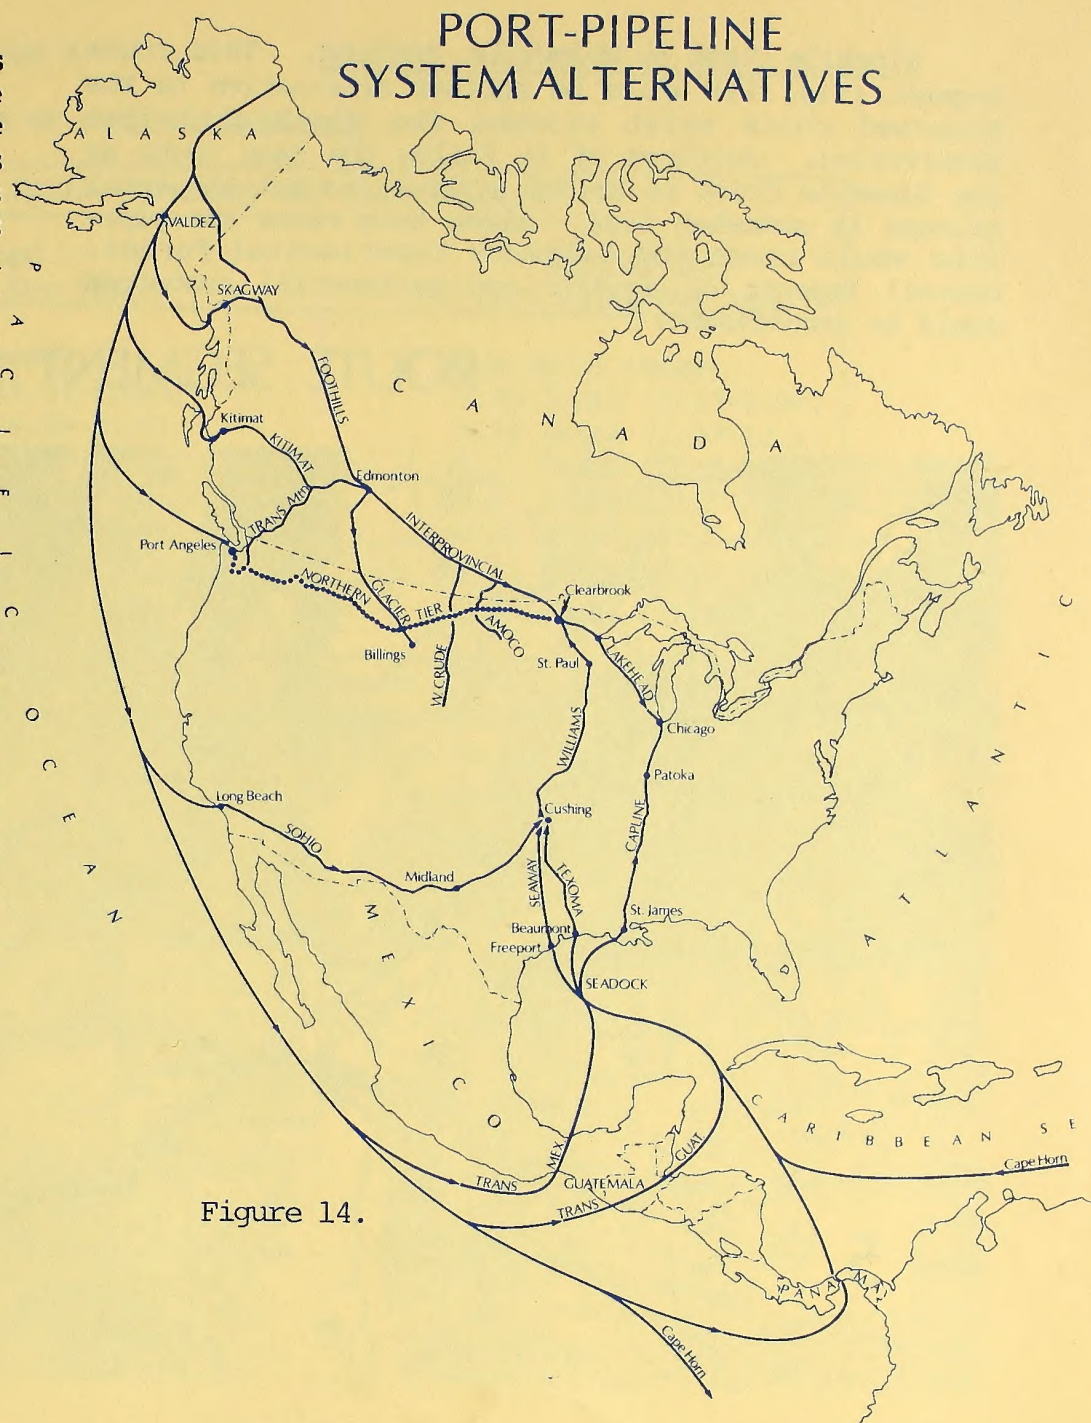 PORT-PIPELINE
SYSTEM ALTERNATIVES
ALASKA
VALDEZ
PACIFIC OCEAN
SKAGWAY
FOOTHILLS
CANADA
Kitimat
KITIMAT
Edmonton
TRANS Mtn
INTERPROVINCIAL
Port Angeles
NORTHERN
GLACIER
TIER
Clearbrook
AMOCO
Billings
W. CRUDE
St. Paul
LAKEHEAD
Chicago
WILLIAMS
Patoka
Long Beach
Cushing
SOHIO
CAPLINE
Midland
SEAWAY
TEXOMA
St. James
Beaumont
Freeport
SEADOCK
MEXICO
ATLANTIC
CARIBBEAN SE
Cape Horn
MEX.
GUAT.
TRANS
GUATEMALA
TRANS
Figure 14.
PANAMA
Cape Horn